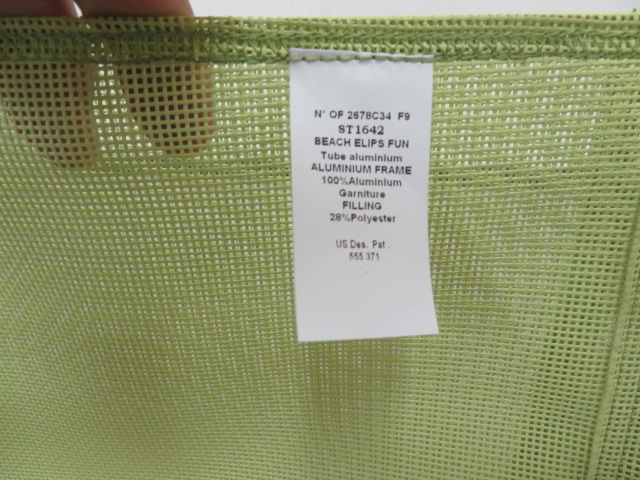 N° OF 2678C34 F9
ST1642
BEACH ELIPS FUN
Tube aluminium
ALUMINIUM FRAME
100%Aluminium
Garniture
FILLING
28%Polyester
US Des. Pat.
555 371